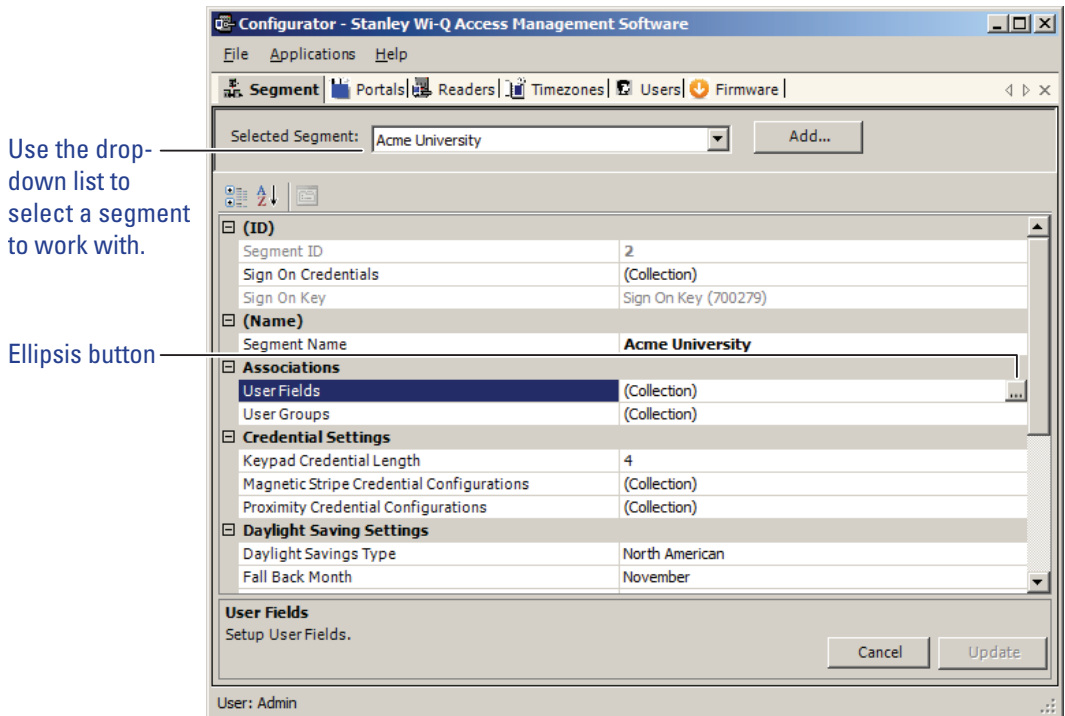 Configurator - Stanley Wi-Q Access Management Software
File Applications Help
Segment Portals Readers Timezones Users Firmware
Use the drop-
down list to
select a segment
to work with.
Selected Segment: Acme University Add...
(ID)
Segment ID 2
Sign On Credentials (Collection)
Sign On Key Sign On Key (700279)
(Name)
Ellipsis button
Segment Name Acme University
Associations
User Fields (Collection) ...
User Groups (Collection)
Credential Settings
Keypad Credential Length 4
Magnetic Stripe Credential Configurations (Collection)
Proximity Credential Configurations (Collection)
Daylight Saving Settings
Daylight Savings Type North American
Fall Back Month November
User Fields
Setup User Fields.
Cancel Update
User: Admin